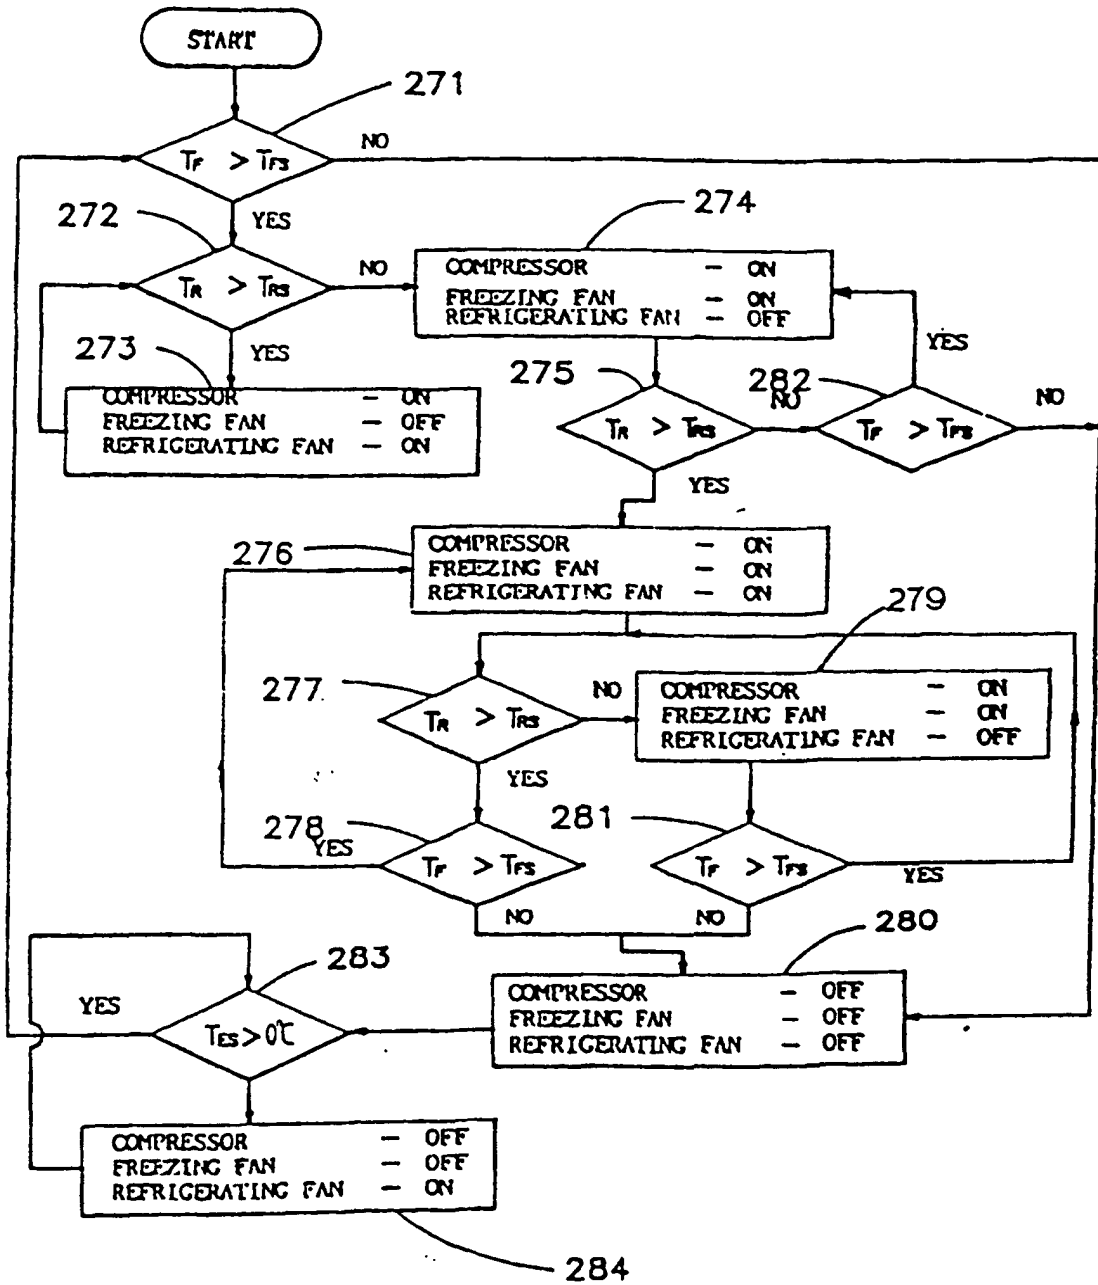 START
271
TF > TFS
NO
YES
272
TR > TRS
NO
YES
273
COMPRESSOR - ON
FREEZING FAN - OFF
REFRIGERATING FAN - ON
274
COMPRESSOR - ON
FREEZING FAN - ON
REFRIGERATING FAN - OFF
YES
275
TR > TRS
NO
YES
282
TF > TFS
NO
276
COMPRESSOR - ON
FREEZING FAN - ON
REFRIGERATING FAN - ON
277
TR > TRS
NO
YES
279
COMPRESSOR - ON
FREEZING FAN - ON
REFRIGERATING FAN - OFF
278
YES
TF > TFS
NO
281
TF > TFS
YES
NO
280
COMPRESSOR - OFF
FREEZING FAN - OFF
REFRIGERATING FAN - OFF
283
YES
TES > 0℃
COMPRESSOR - OFF
FREEZING FAN - OFF
REFRIGERATING FAN - ON
284